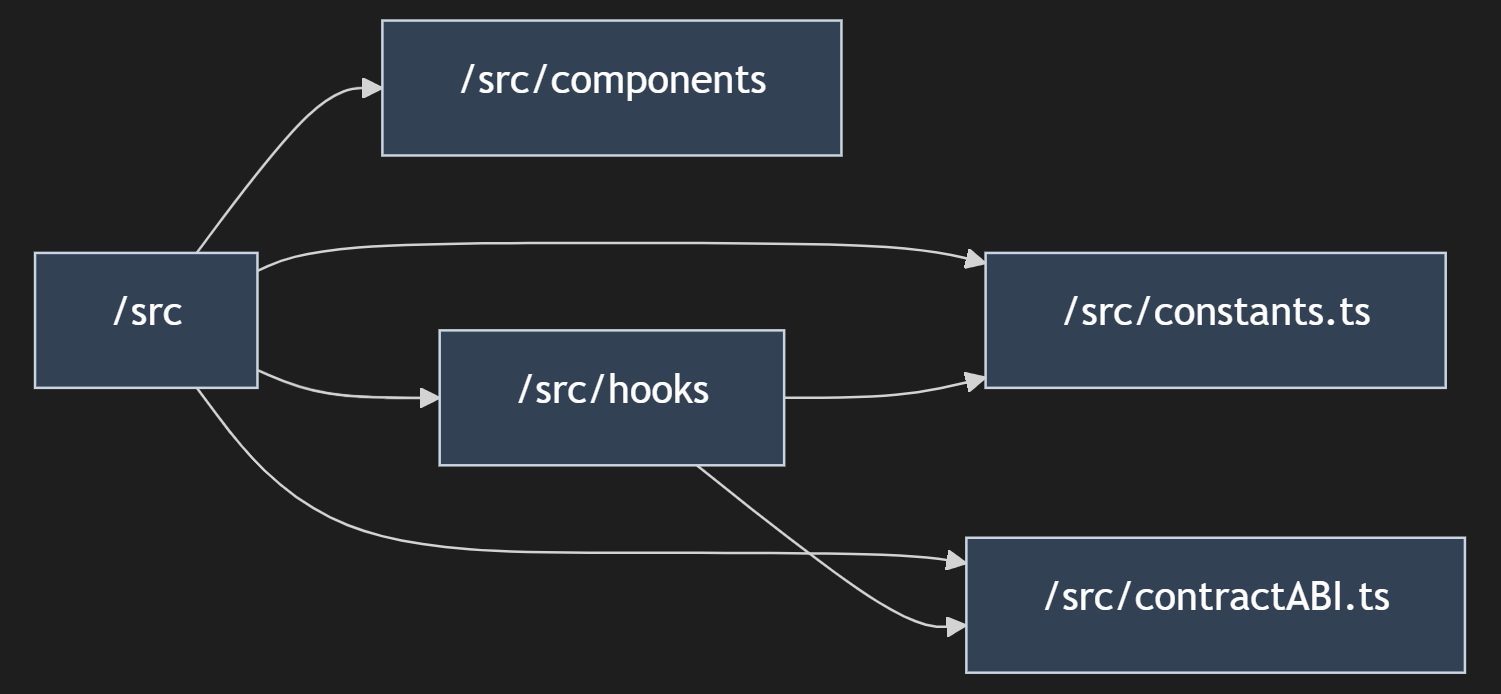 /src/components
/src
/src/constants.ts
/src/hooks
/src/contractABI.ts